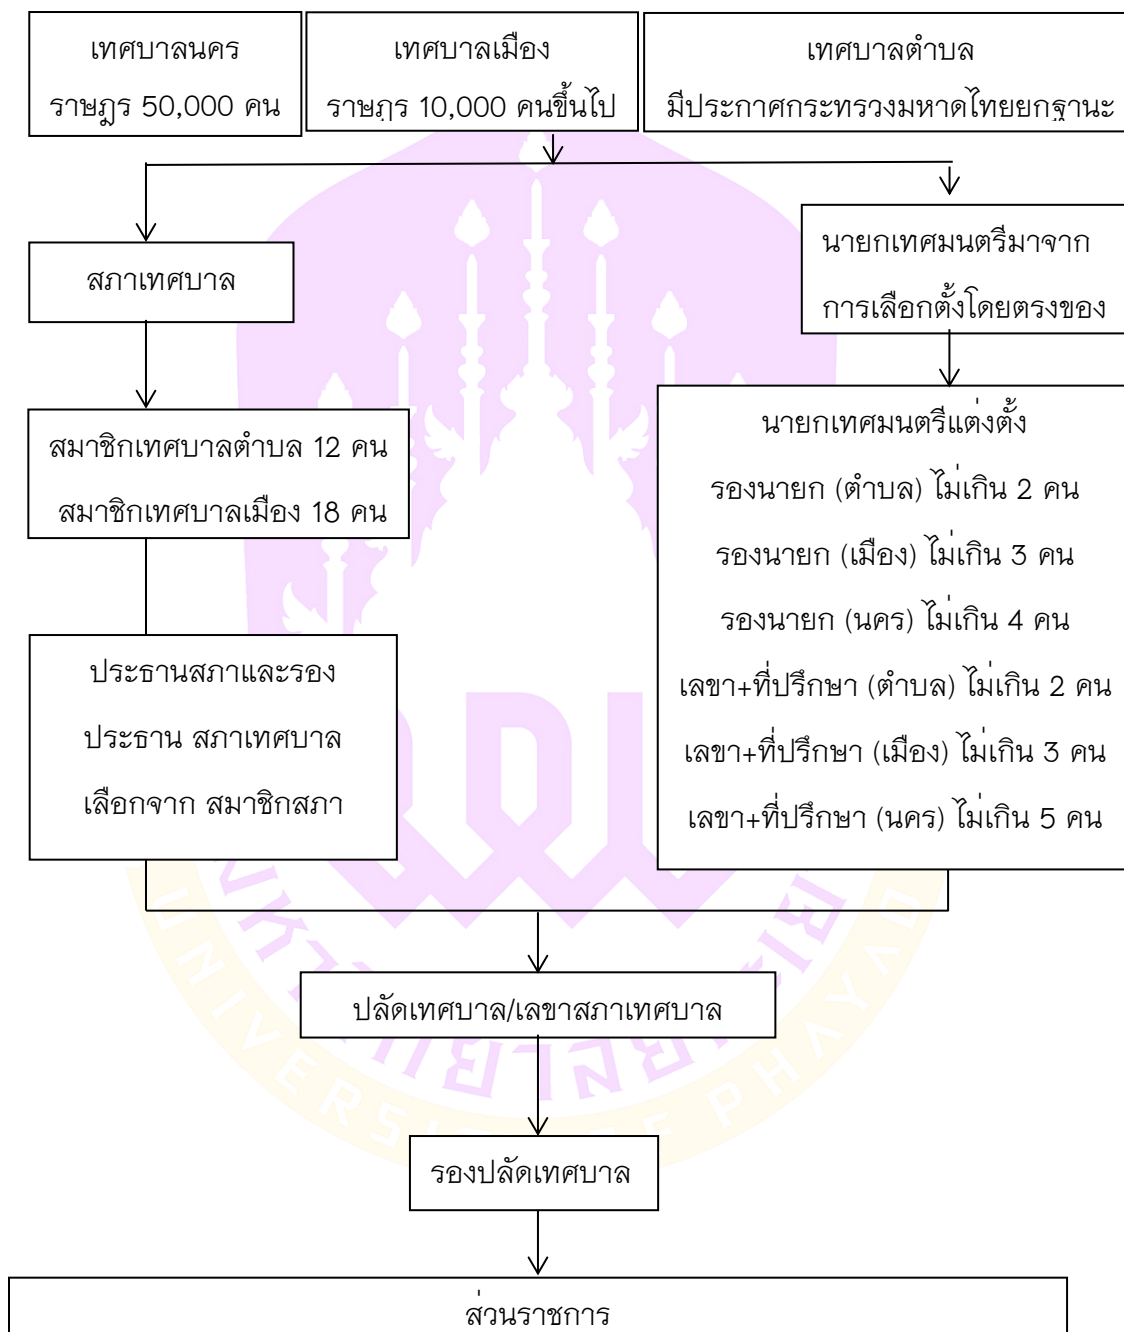 เทศบาลนคร
ราษฎร 50,000 คน
เทศบาลเมือง
ราษฎร 10,000 คนขึ้นไป
เทศบาลตำบล
มีประกาศกระทรวงมหาดไทยยกฐานะ
สภาเทศบาล
นายกเทศมนตรีมาจาก
การเลือกตั้งโดยตรงของ
สมาชิกเทศบาลตำบล 12 คน
สมาชิกเทศบาลเมือง 18 คน
นายกเทศมนตรีแต่งตั้ง
รองนายก (ตำบล) ไม่เกิน 2 คน
รองนายก (เมือง) ไม่เกิน 3 คน
รองนายก (นคร) ไม่เกิน 4 คน
เลขา+ที่ปรึกษา (ตำบล) ไม่เกิน 2 คน
เลขา+ที่ปรึกษา (เมือง) ไม่เกิน 3 คน
เลขา+ที่ปรึกษา (นคร) ไม่เกิน 5 คน
ประธานสภาและรอง
ประธาน สภาเทศบาล
เลือกจาก สมาชิกสภา
ปลัดเทศบาล/เลขาสภาเทศบาล
รองปลัดเทศบาล
ส่วนราชการ